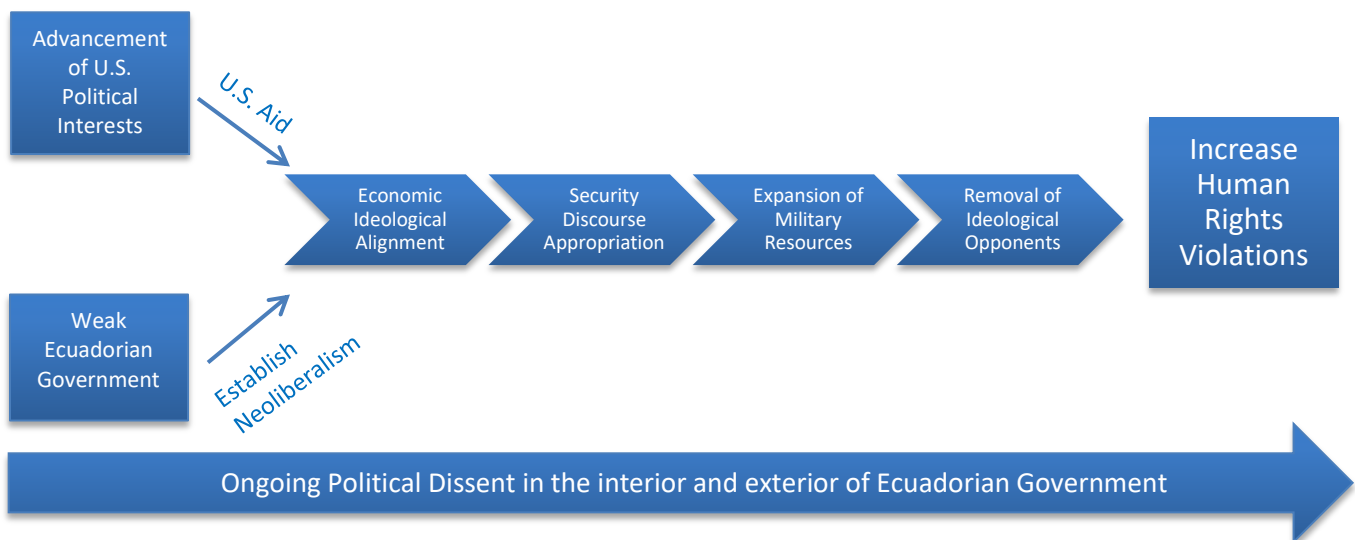 Advancement
of U.S.
Political
Interests
U.S. Aid
Weak
Ecuadorian
Government
Establish
Neoliberalism
Economic
Ideological
Alignment
Security
Discourse
Appropriation
Expansion of
Military
Resources
Removal of
Ideological
Opponents
Increase
Human
Rights
Violations
Ongoing Political Dissent in the interior and exterior of Ecuadorian Government